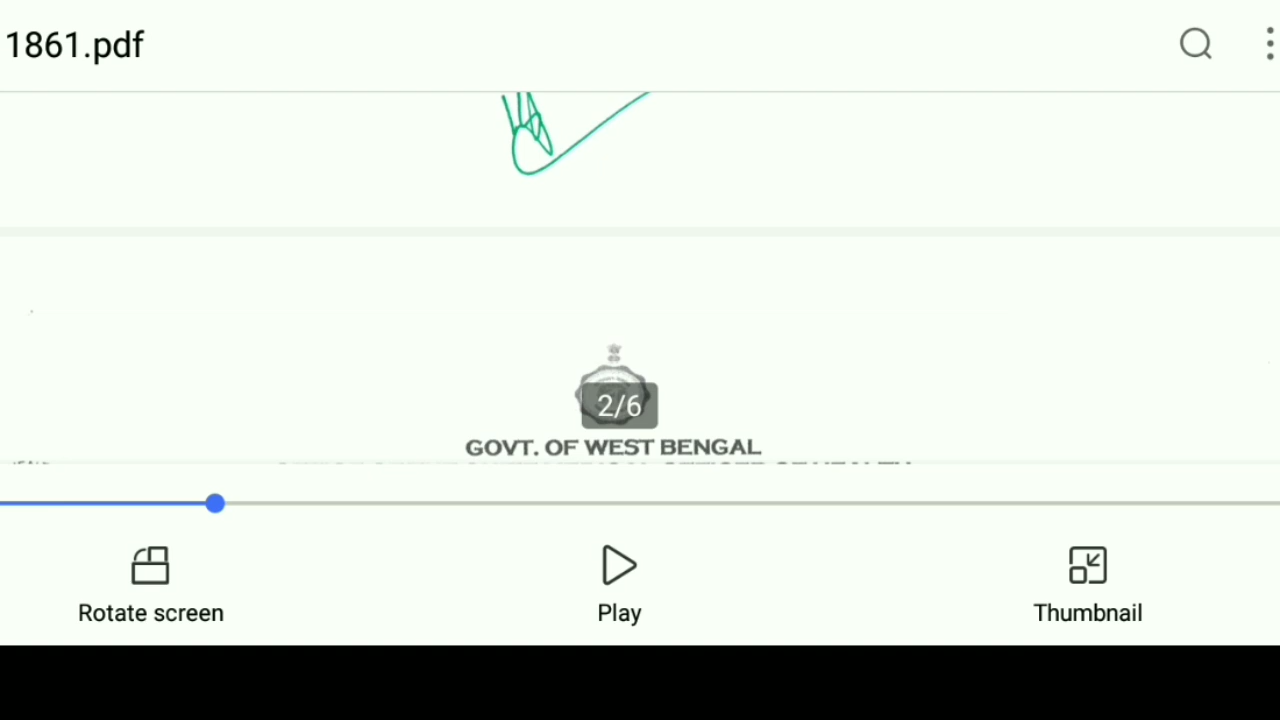 1861.pdf
2/6
GOVT. OF WEST BENGAL
Rotate screen
Play
Thumbnail